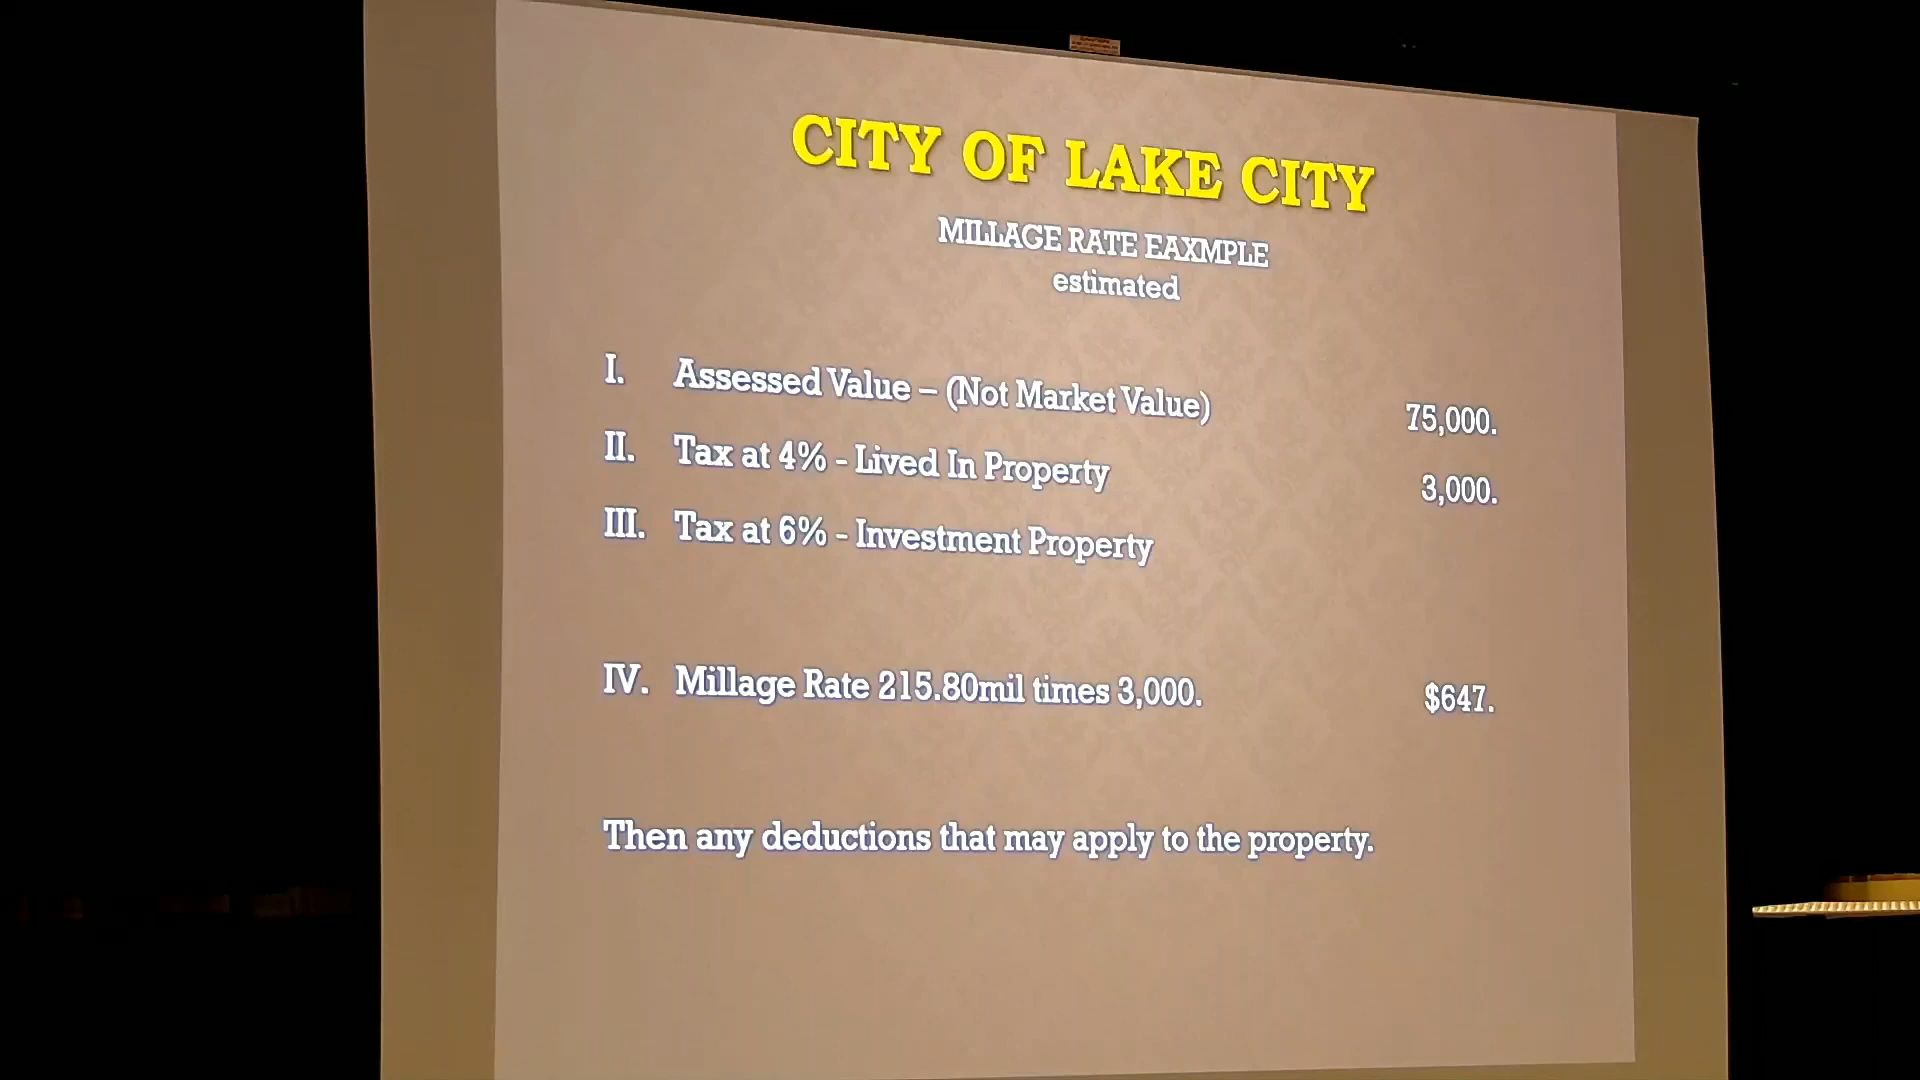 CITY OF LAKE CITY
MILLAGE RATE EAXMPLE
estimated
I. Assessed Value – (Not Market Value) 75,000.
II. Tax at 4% - Lived In Property 3,000.
III. Tax at 6% - Investment Property
IV. Millage Rate 215.80mil times 3,000. $647.
Then any deductions that may apply to the property.